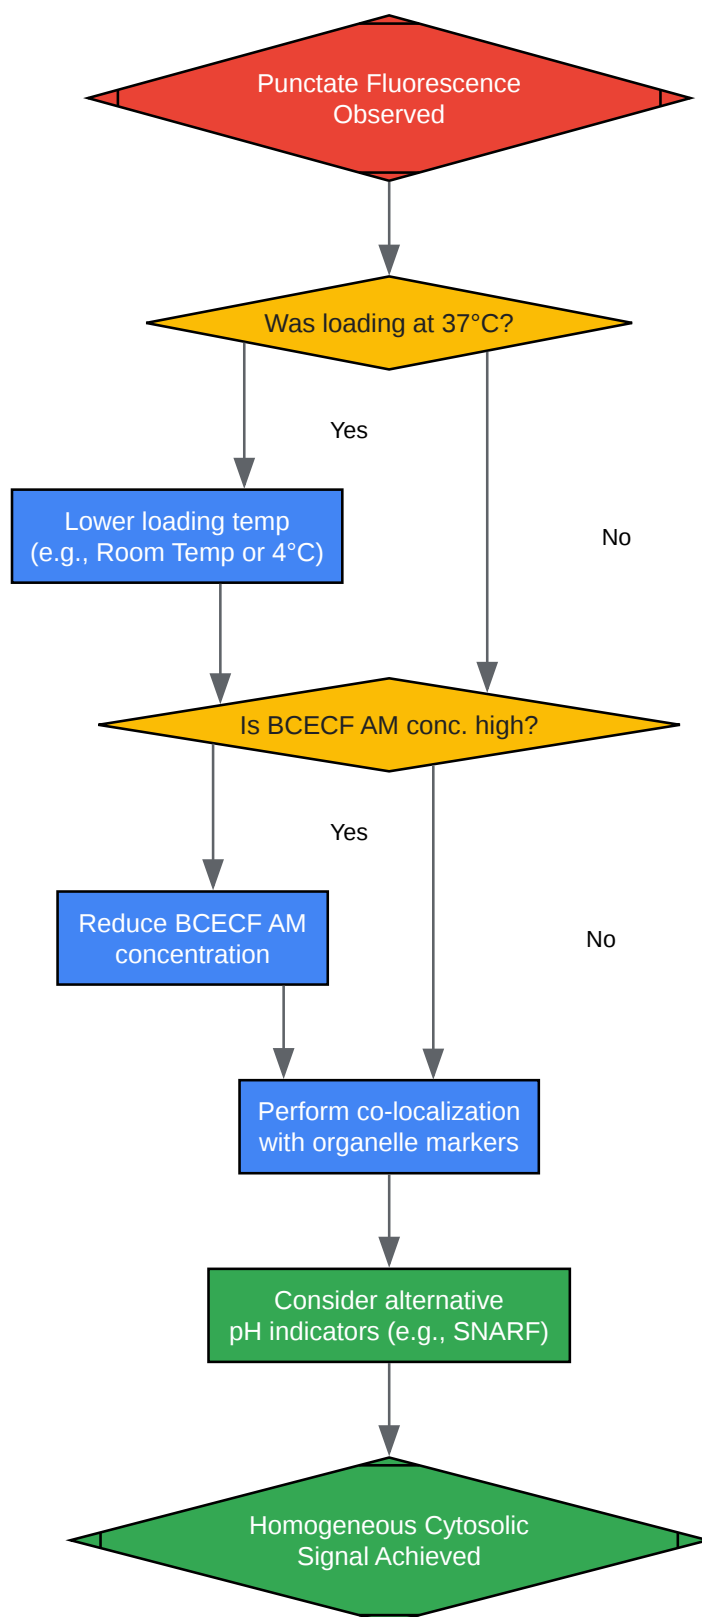 Punctate Fluorescence
Observed
Was loading at 37°C?
Yes
Lower loading temp
(e.g., Room Temp or 4°C)
No
Is BCECF AM conc. high?
Yes
Reduce BCECF AM
concentration
No
Perform co-localization
with organelle markers
Consider alternative
pH indicators (e.g., SNARF)
Homogeneous Cytosolic
Signal Achieved